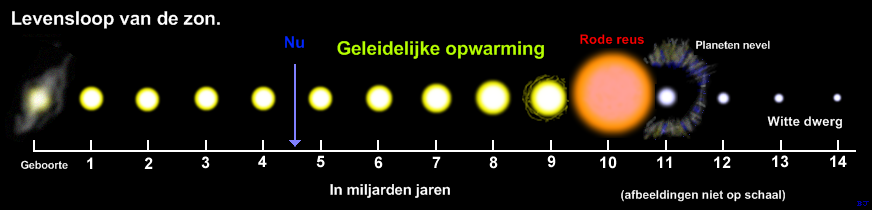 Levensloop van de zon.
Nu
Geleidelijke opwarming
Rode reus
Planeten nevel
Witte dwerg
Geboorte 1 2 3 4 5 6 7 8 9 10 11 12 13 14
In miljarden jaren
(afbeeldingen niet op schaal)